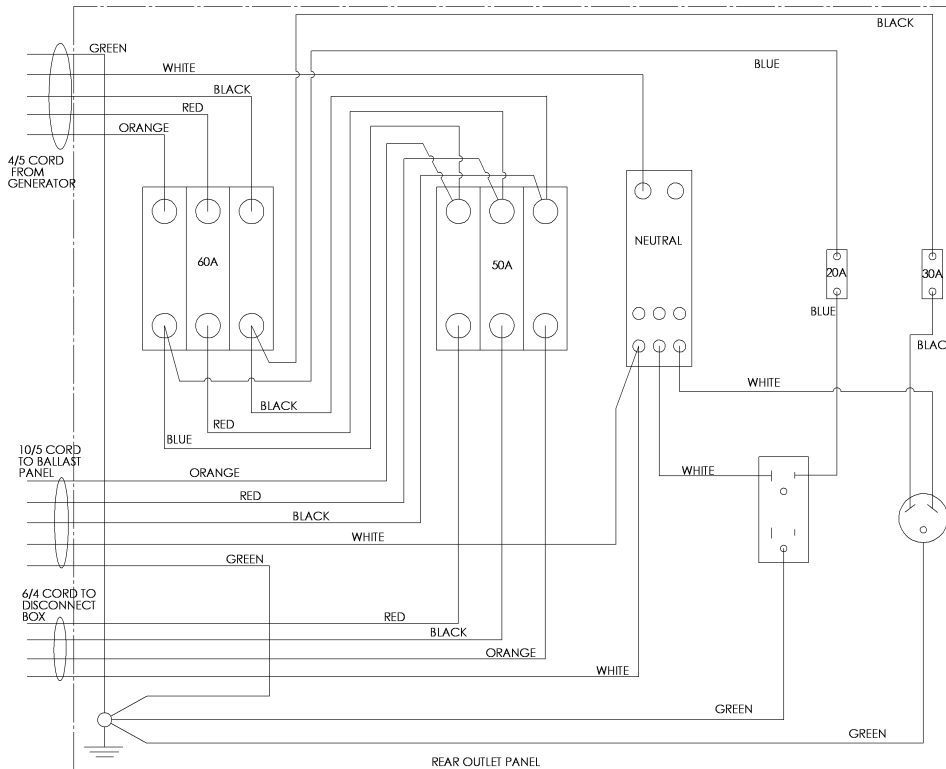 BLACK
GREEN
BLUE
WHITE
BLACK
RED
ORANGE
4/5 CORD
FROM
GENERATOR
60A
50A
NEUTRAL
20A
30A
BLUE
BLAC
WHITE
BLACK
RED
BLUE
10/5 CORD
TO BALLAST
PANEL
ORANGE
WHITE
RED
BLACK
WHITE
GREEN
6/4 CORD TO
DISCONNECT
BOX
RED
BLACK
ORANGE
WHITE
GREEN
GREEN
REAR OUTLET PANEL